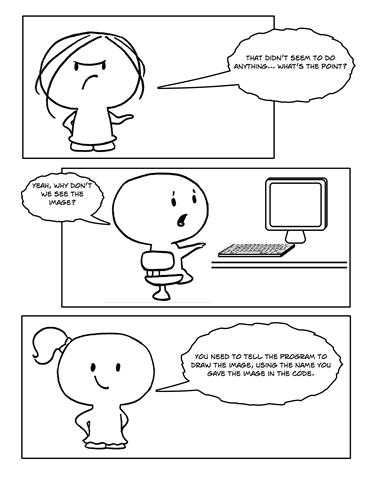 THAT DIDN'T SEEM TO DO
ANYTHING... WHAT'S THE POINT?
YEAH, WHY DON'T
WE SEE THE
IMAGE?
YOU NEED TO TELL THE PROGRAM TO
DRAW THE IMAGE, USING THE NAME YOU
GAVE THE IMAGE IN THE CODE.